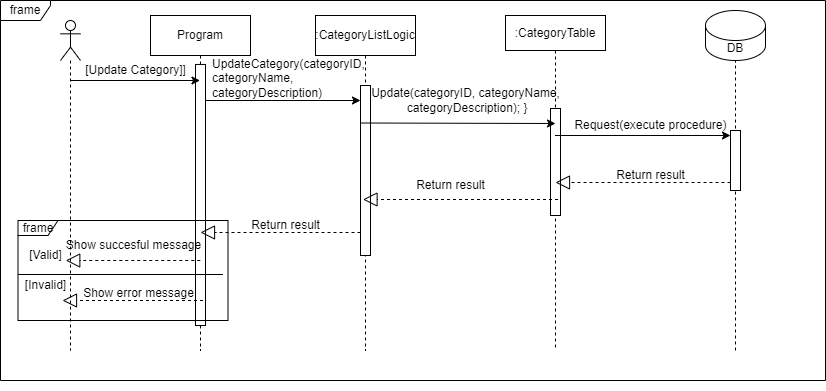 frame
Program
:CategoryListLogic
:CategoryTable
DB
[Update Category]]
UpdateCategory(categoryID,
categoryName,
categoryDescription)
Update(categoryID, categoryName,
categoryDescription); }
Request(execute procedure)
Return result
Return result
Return result
frame
Show succesful message
[Valid]
[Invalid]
Show error message